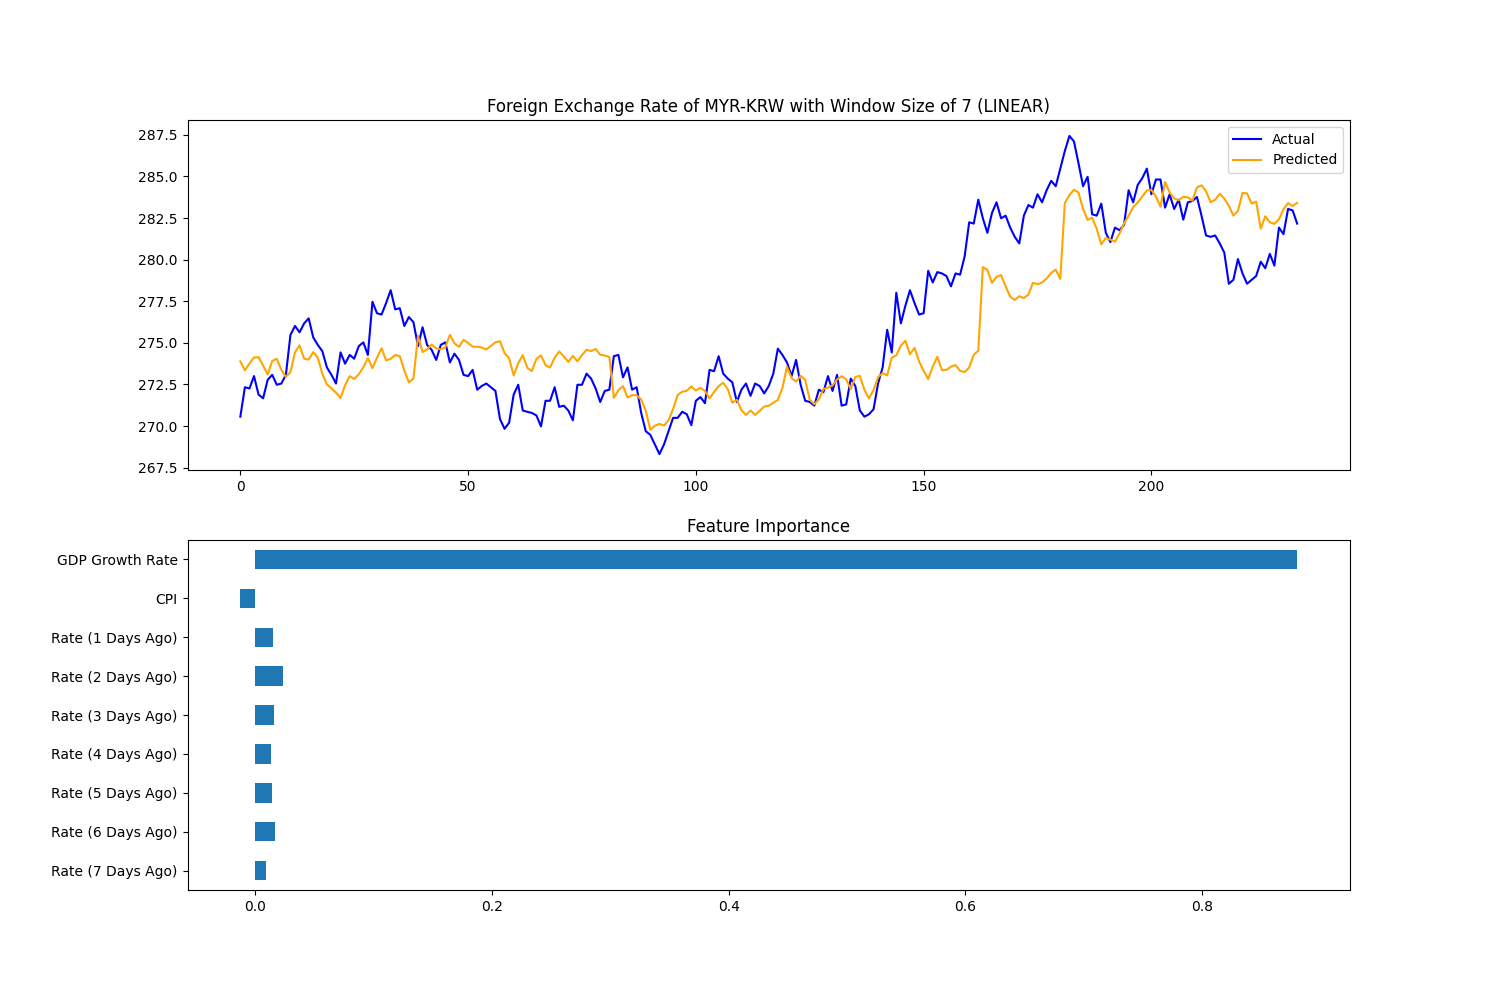 Foreign Exchange Rate of MYR-KRW with Window Size of 7 (LINEAR)
287.5
285.0
282.5
280.0
277.5
275.0
272.5
270.0
267.5
Actual
Predicted
0 50 100 150 200
Feature Importance
GDP Growth Rate
CPI
Rate (1 Days Ago)
Rate (2 Days Ago)
Rate (3 Days Ago)
Rate (4 Days Ago)
Rate (5 Days Ago)
Rate (6 Days Ago)
Rate (7 Days Ago)
0.0 0.2 0.4 0.6 0.8